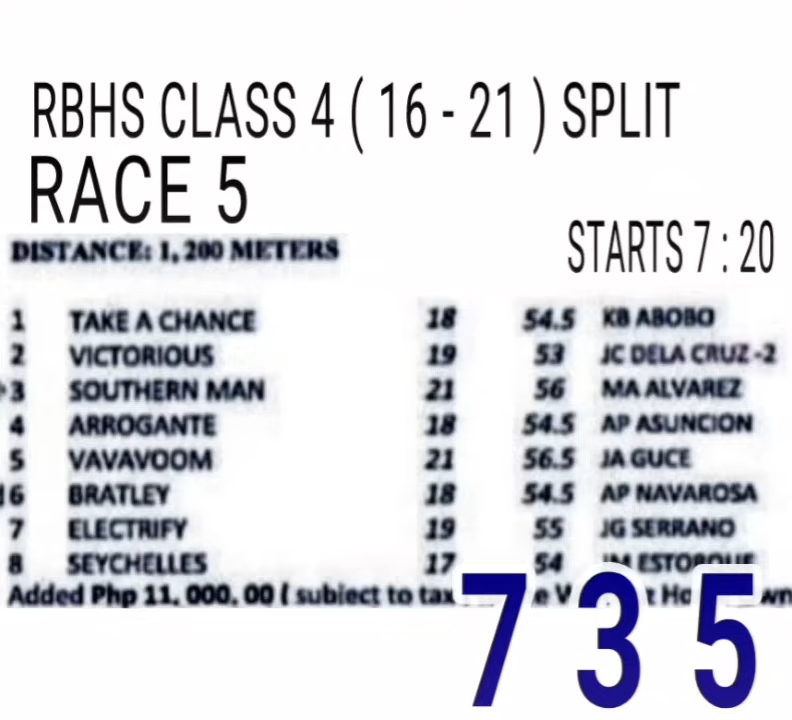 RBHS CLASS 4 ( 16 - 21 ) SPLIT
RACE 5
DISTANCE: 1, 200 METERS
STARTS 7 : 20
1 TAKE A CHANCE 18 54.5 KB ABOBO
2 VICTORIOUS 19 53 JC DELA CRUZ -2
3 SOUTHERN MAN 21 56 MA ALVAREZ
4 ARROGANTE 18 54.5 AP ASUNCION
5 VAVAVOOM 21 56.5 JA GUCE
6 BRATLEY 18 54.5 AP NAVAROSA
7 ELECTRIFY 19 55 JG SERRANO
8 SEYCHELLES 17 54
Added Php 11, 000. 00 ( subject to tax
7 3 5